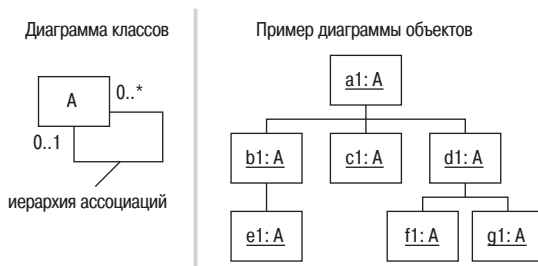 Диаграмма классов
A
0..*
0..1
иерархия ассоциаций
Пример диаграммы объектов
a1: A
b1: A
c1: A
d1: A
e1: A
f1: A
g1: A